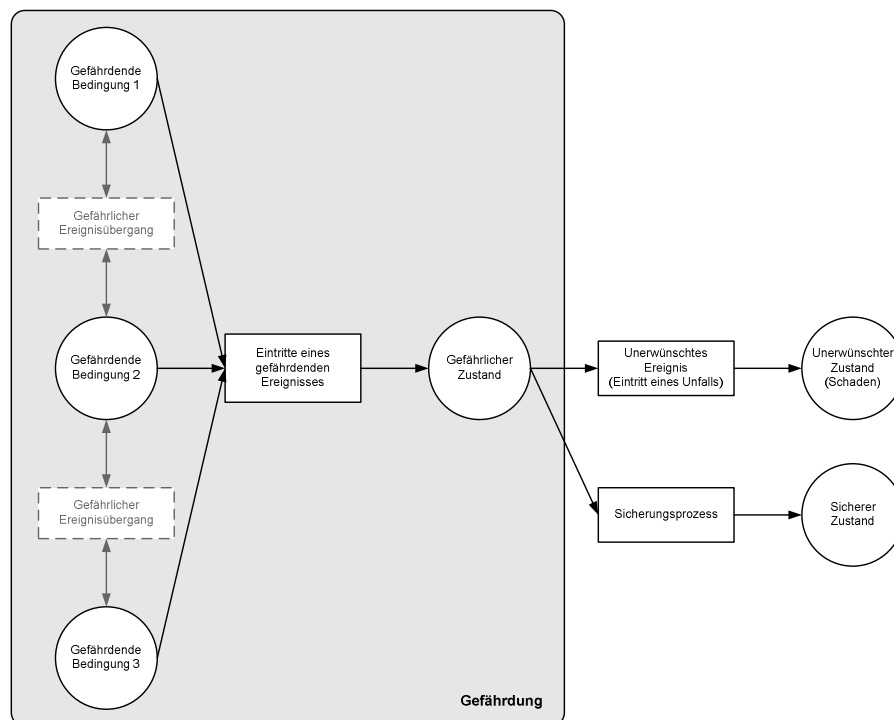 Gefährdende
Bedingung 1
Gefährlicher
Ereignisübergang
Gefährdende
Bedingung 2
Eintritte eines
gefährdenden
Ereignisses
Gefährlicher
Zustand
Unerwünschtes
Ereignis
(Eintritt eines Unfalls)
Unerwünschter
Zustand
(Schaden)
Gefährlicher
Ereignisübergang
Sicherungsprozess
Sicherer
Zustand
Gefährdende
Bedingung 3
Gefährdung